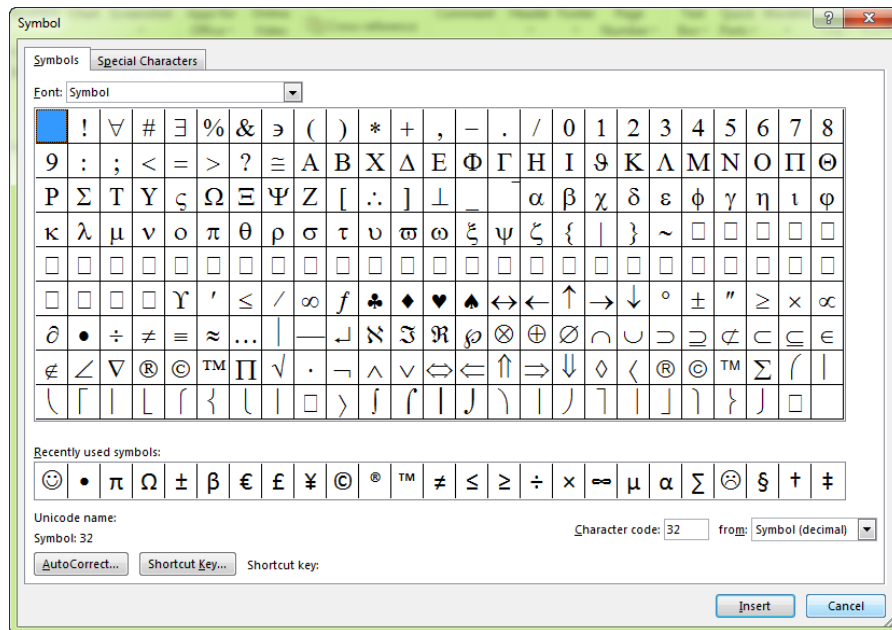 Symbol
Symbols Special Characters
Font: Symbol
! ∀ # ∃ % & ∍ ( ) ∗ + , − . / 0 1 2 3 4 5 6 7 8
9 : ; < = > ? ≅ Α Β Χ Δ Ε Φ Γ Η Ι ϑ Κ Λ Μ Ν Ο Π Θ
Ρ Σ Τ Υ ς Ω Ξ Ψ Ζ [ ∴ ] ⊥ _ ‾ α β χ δ ε ϕ γ η ι φ
κ λ μ ν ο π θ ρ σ τ υ ϖ ω ξ ψ ζ { | } ~ □ □ □ □ □
□ □ □ □ □ □ □ □ □ □ □ □ □ □ □ □ □ □ □ □ □ □ □ □ □
□ □ □ □ ϒ ′ ≤ ⁄ ∞ ƒ ♣ ♦ ♥ ♠ ↔ ← ↑ → ↓ ° ± ″ ≥ × ∝
∂ • ÷ ≠ ≡ ≈ … │ — ↵ ℵ ℑ ℜ ℘ ⊗ ⊕ ∅ ∩ ∪ ⊃ ⊇ ⊄ ⊂ ⊆ ∈
∉ ∠ ∇ ® © ™ ∏ √ ⋅ ¬ ∧ ∨ ⇔ ⇐ ⇑ ⇒ ⇓ ◊ 〈 ® © ™ ∑ ⎛ ⎜
⎝ ⎡ ⎢ ⎣ ⎧ ⎨ ⎩ ⎪ □ 〉 ∫ ⌠ ⎮ ⌡ ⎞ ⎟ ⎠ ⎤ ⎥ ⎦ ⎫ ⎬ ⎭ □
Recently used symbols:
☺ • π Ω ± β € £ ¥ © ® ™ ≠ ≤ ≥ ÷ × ∞ µ α ∑ ☹ § † ‡
Unicode name:
Symbol: 32
Character code: 32 from: Symbol (decimal)
AutoCorrect... Shortcut Key... Shortcut key:
Insert Cancel